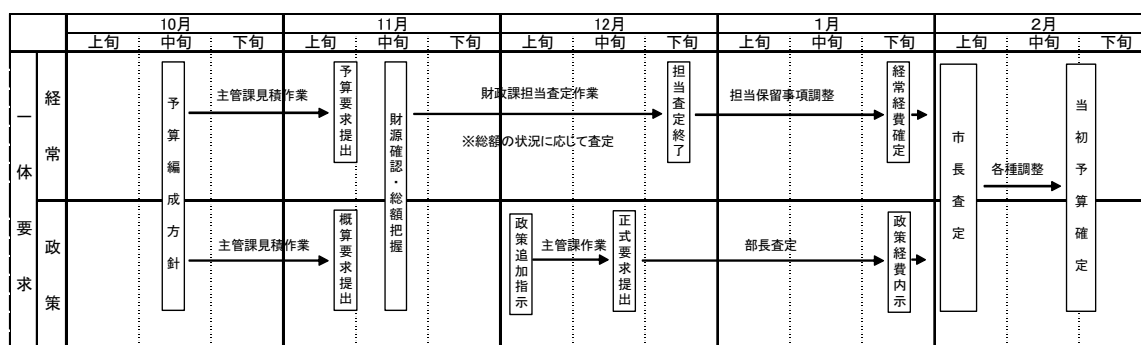 10月
11月
12月
1月
2月
上旬
中旬
下旬
上旬
中旬
下旬
上旬
中旬
下旬
上旬
中旬
下旬
上旬
中旬
下旬
一体要求
経常
予算編成方針
主管課見積作業
予算要求提出
財源確認・総額把握
財政課担当査定作業
※総額の状況に応じて査定
担当査定終了
担当保留事項調整
経常経費確定
市長査定
各種調整
当初予算確定
政策
主管課見積作業
概算要求提出
政策追加指示
主管課作業
正式要求提出
部長査定
政策経費内示